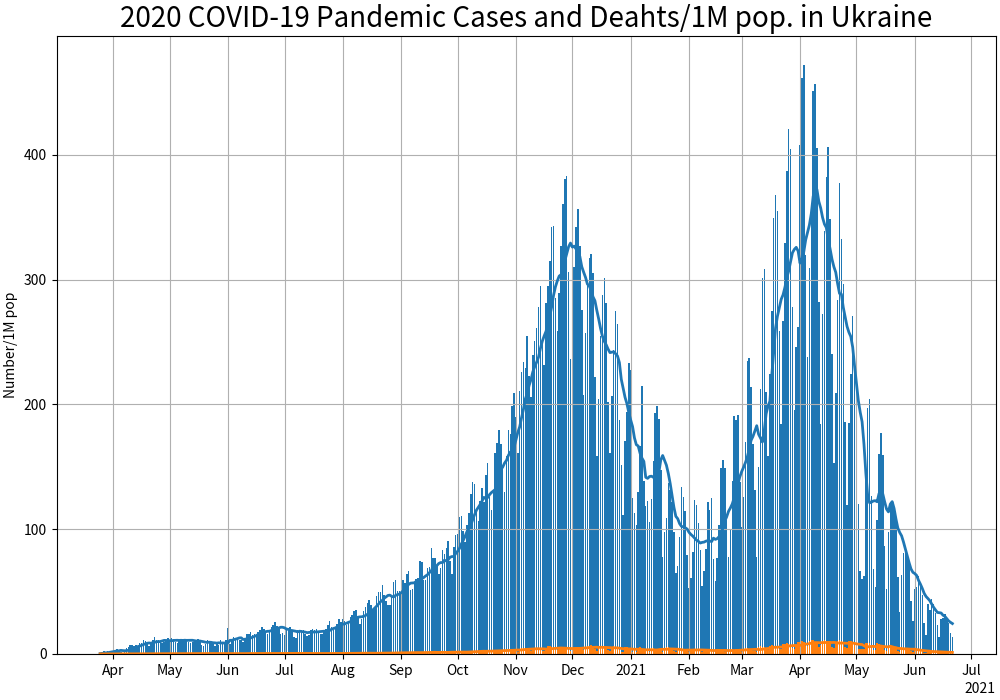 2020 COVID-19 Pandemic Cases and Deahts/1M pop. in Ukraine
Number/1M pop
400
300
200
100
0
Apr May Jun Jul Aug Sep Oct Nov Dec 2021 Feb Mar Apr May Jun Jul
2021